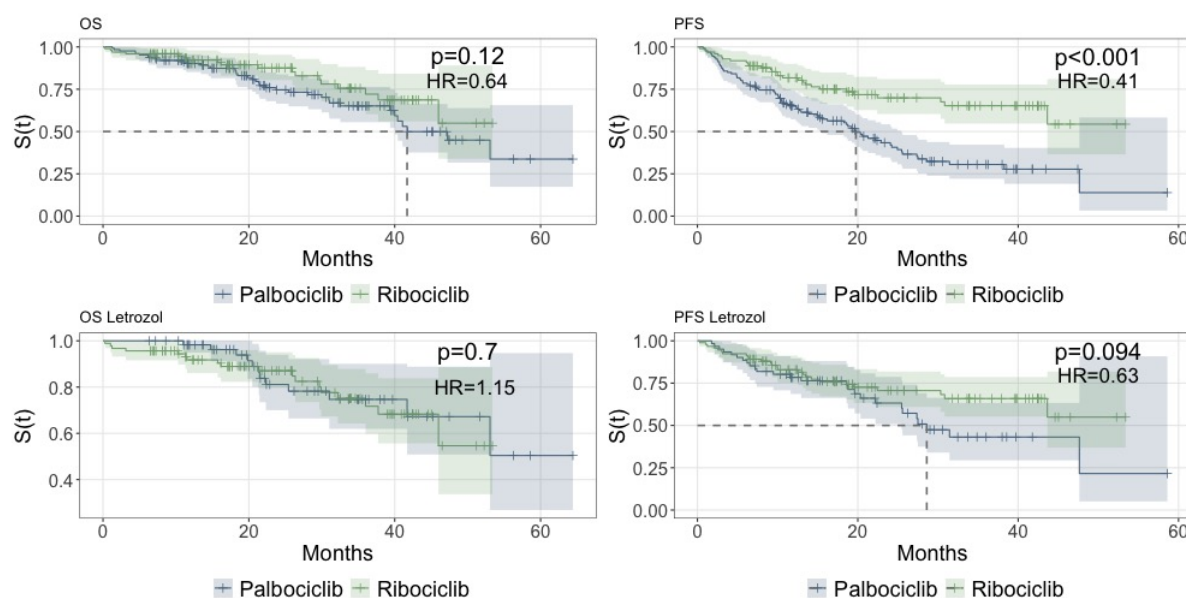 OS
p=0.12
HR=0.64
1.00
0.75
0.50
0.25
0.00
S(t)
0 20 40 60
Months
Palbociclib Ribociclib
PFS
p<0.001
HR=0.41
1.00
0.75
0.50
0.25
0.00
S(t)
0 20 40 60
Months
Palbociclib Ribociclib
OS Letrozol
p=0.7
HR=1.15
1.0
0.8
0.6
0.4
S(t)
0 20 40 60
Months
Palbociclib Ribociclib
PFS Letrozol
p=0.094
HR=0.63
1.00
0.75
0.50
0.25
0.00
S(t)
0 20 40 60
Months
Palbociclib Ribociclib